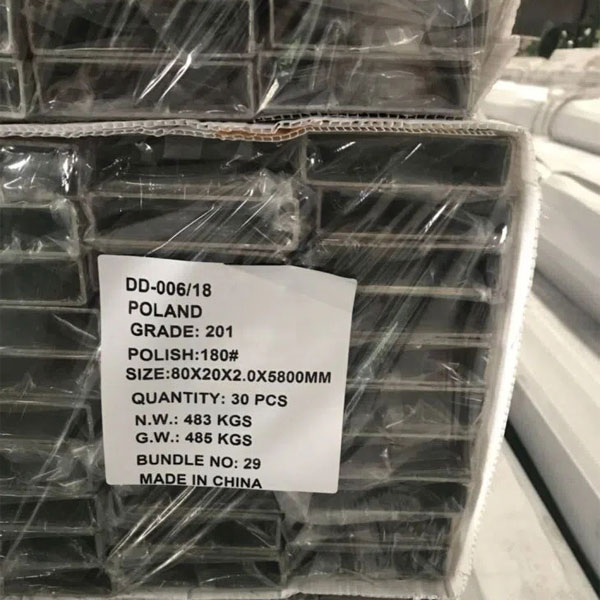 DD-006/18
POLAND
GRADE: 201
POLISH:180#
SIZE:80X20X2.0X5800MM
QUANTITY: 30 PCS
N.W.: 483 KGS
G.W.: 485 KGS
BUNDLE NO: 29
MADE IN CHINA